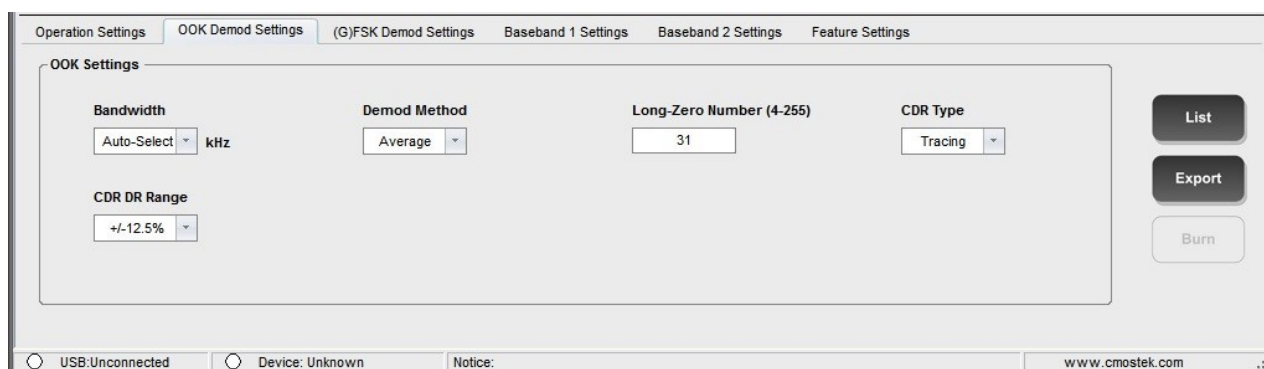 Operation Settings OOK Demod Settings (G)FSK Demod Settings Baseband 1 Settings Baseband 2 Settings Feature Settings
OOK Settings
Bandwidth Demod Method Long-Zero Number (4-255) CDR Type
Auto-Select kHz Average 31 Tracing
CDR DR Range
+/-12.5%
List
Export
Burn
USB:Unconnected Device: Unknown Notice: www.cmostek.com